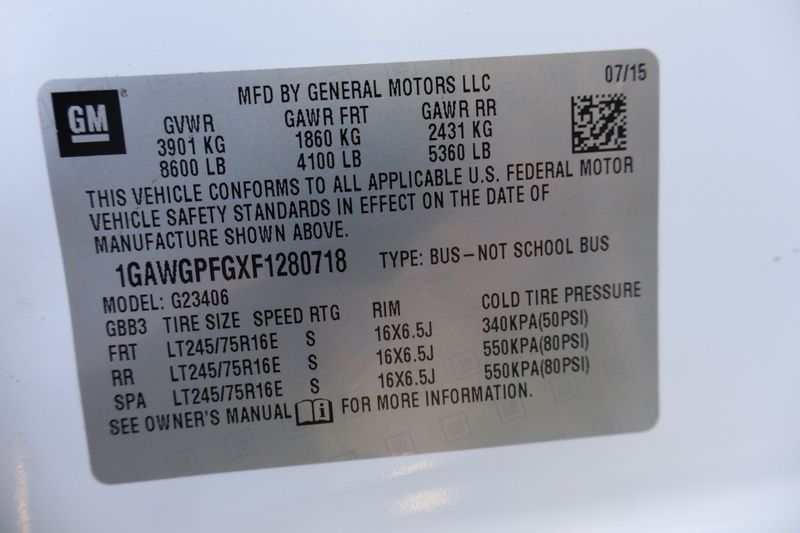 GM
MFD BY GENERAL MOTORS LLC 07/15
GVWR GAWR FRT GAWR RR
3901 KG 1860 KG 2431 KG
8600 LB 4100 LB 5360 LB
THIS VEHICLE CONFORMS TO ALL APPLICABLE U.S. FEDERAL MOTOR
VEHICLE SAFETY STANDARDS IN EFFECT ON THE DATE OF
MANUFACTURE SHOWN ABOVE.
1GAWGPFGXF1280718 TYPE: BUS–NOT SCHOOL BUS
MODEL: G23406
GBB3 TIRE SIZE SPEED RTG RIM COLD TIRE PRESSURE
FRT LT245/75R16E S 16X6.5J 340KPA(50PSI)
RR LT245/75R16E S 16X6.5J 550KPA(80PSI)
SPA LT245/75R16E S 16X6.5J 550KPA(80PSI)
SEE OWNER'S MANUAL FOR MORE INFORMATION.